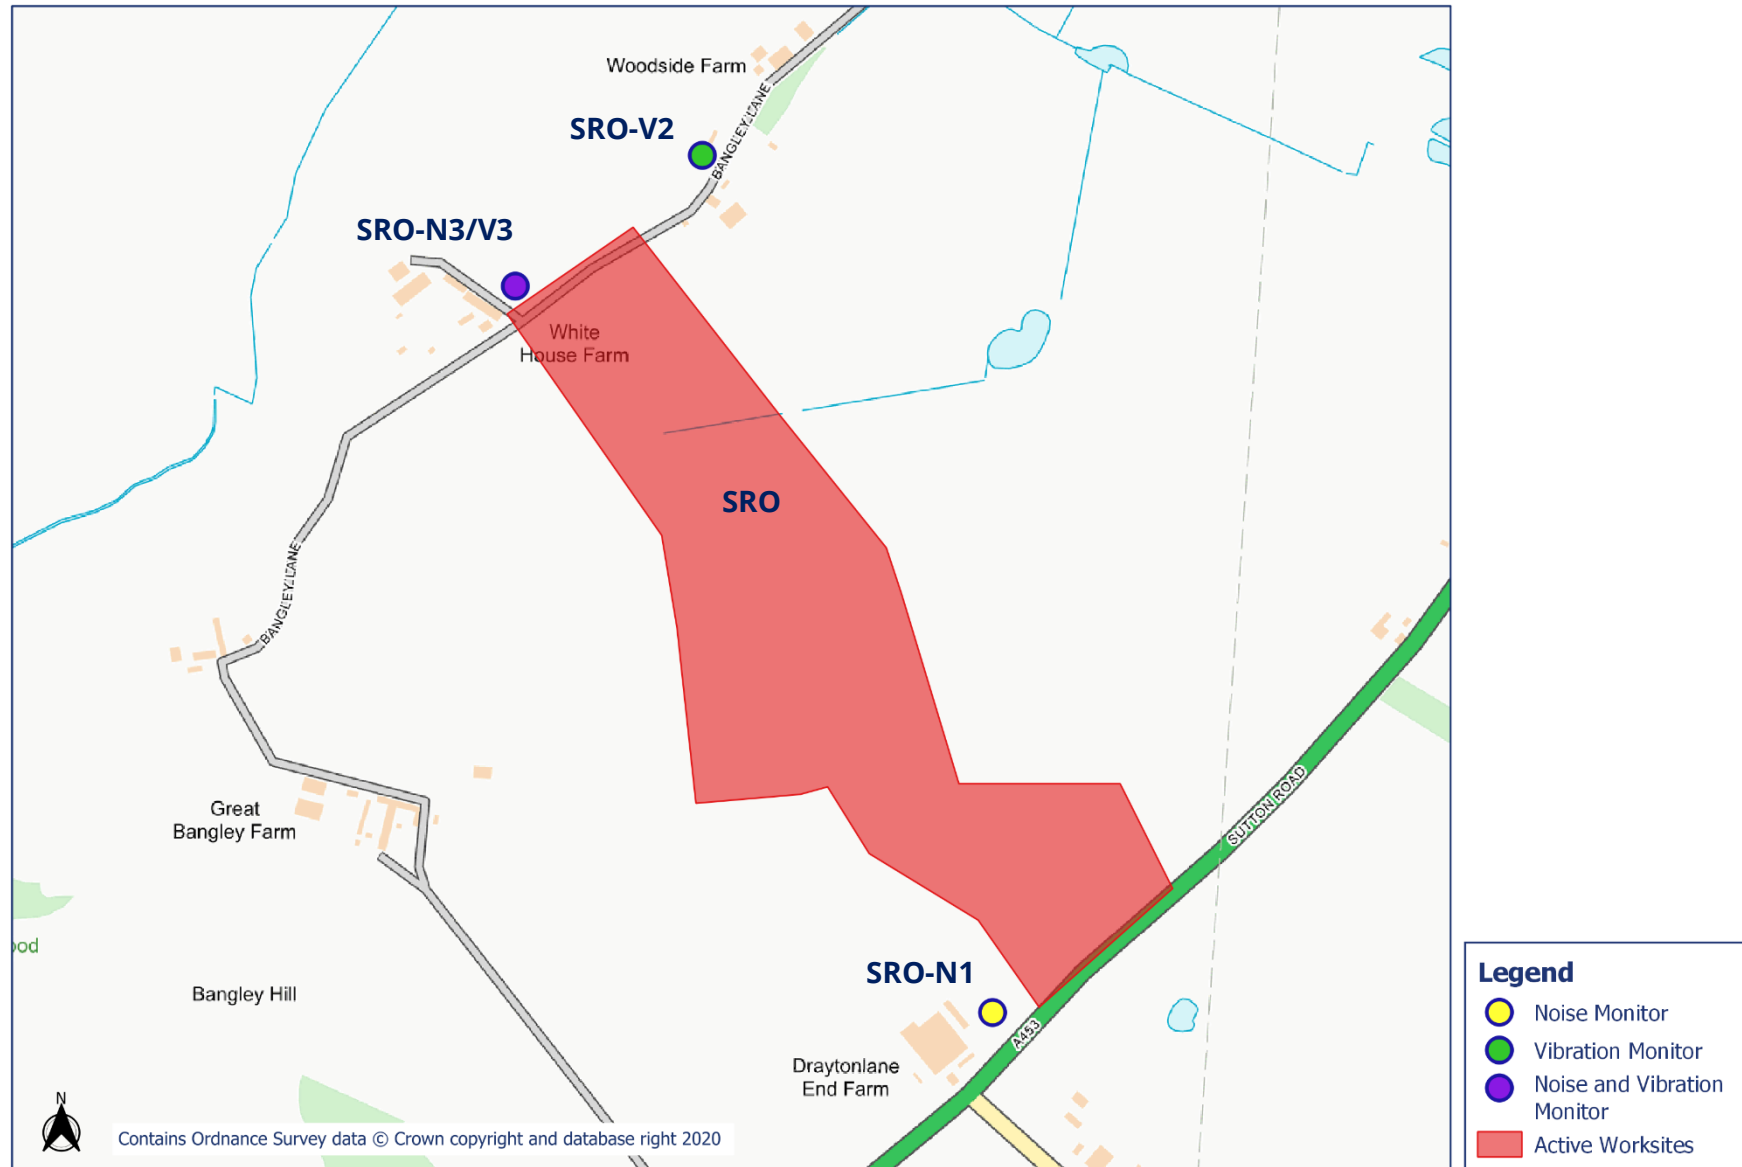 Woodside Farm
SRO-V2
BANGLEY LANE
SRO-N3/V3
White
House Farm
SRO
BANGLEY LANE
SUTTON ROAD
Great
Bangley Farm
ood
SRO-N1
Bangley Hill
A453
Draytonlane
End Farm
N
Contains Ordnance Survey data © Crown copyright and database right 2020
Legend
Noise Monitor
Vibration Monitor
Noise and Vibration
Monitor
Active Worksites